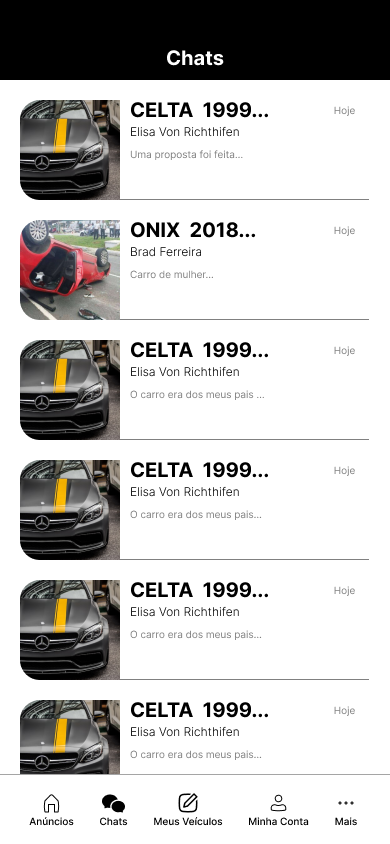 Chats
CELTA 1999...
Hoje
Elisa Von Richthifen
Uma proposta foi feita...
ONIX 2018...
Hoje
Brad Ferreira
Carro de mulher...
CELTA 1999...
Hoje
Elisa Von Richthifen
O carro era dos meus pais ...
CELTA 1999...
Hoje
Elisa Von Richthifen
O carro era dos meus pais...
CELTA 1999...
Hoje
Elisa Von Richthifen
O carro era dos meus pais...
CELTA 1999...
Hoje
Elisa Von Richthifen
O carro era dos meus pais...
Anúncios Chats Meus Veículos Minha Conta Mais